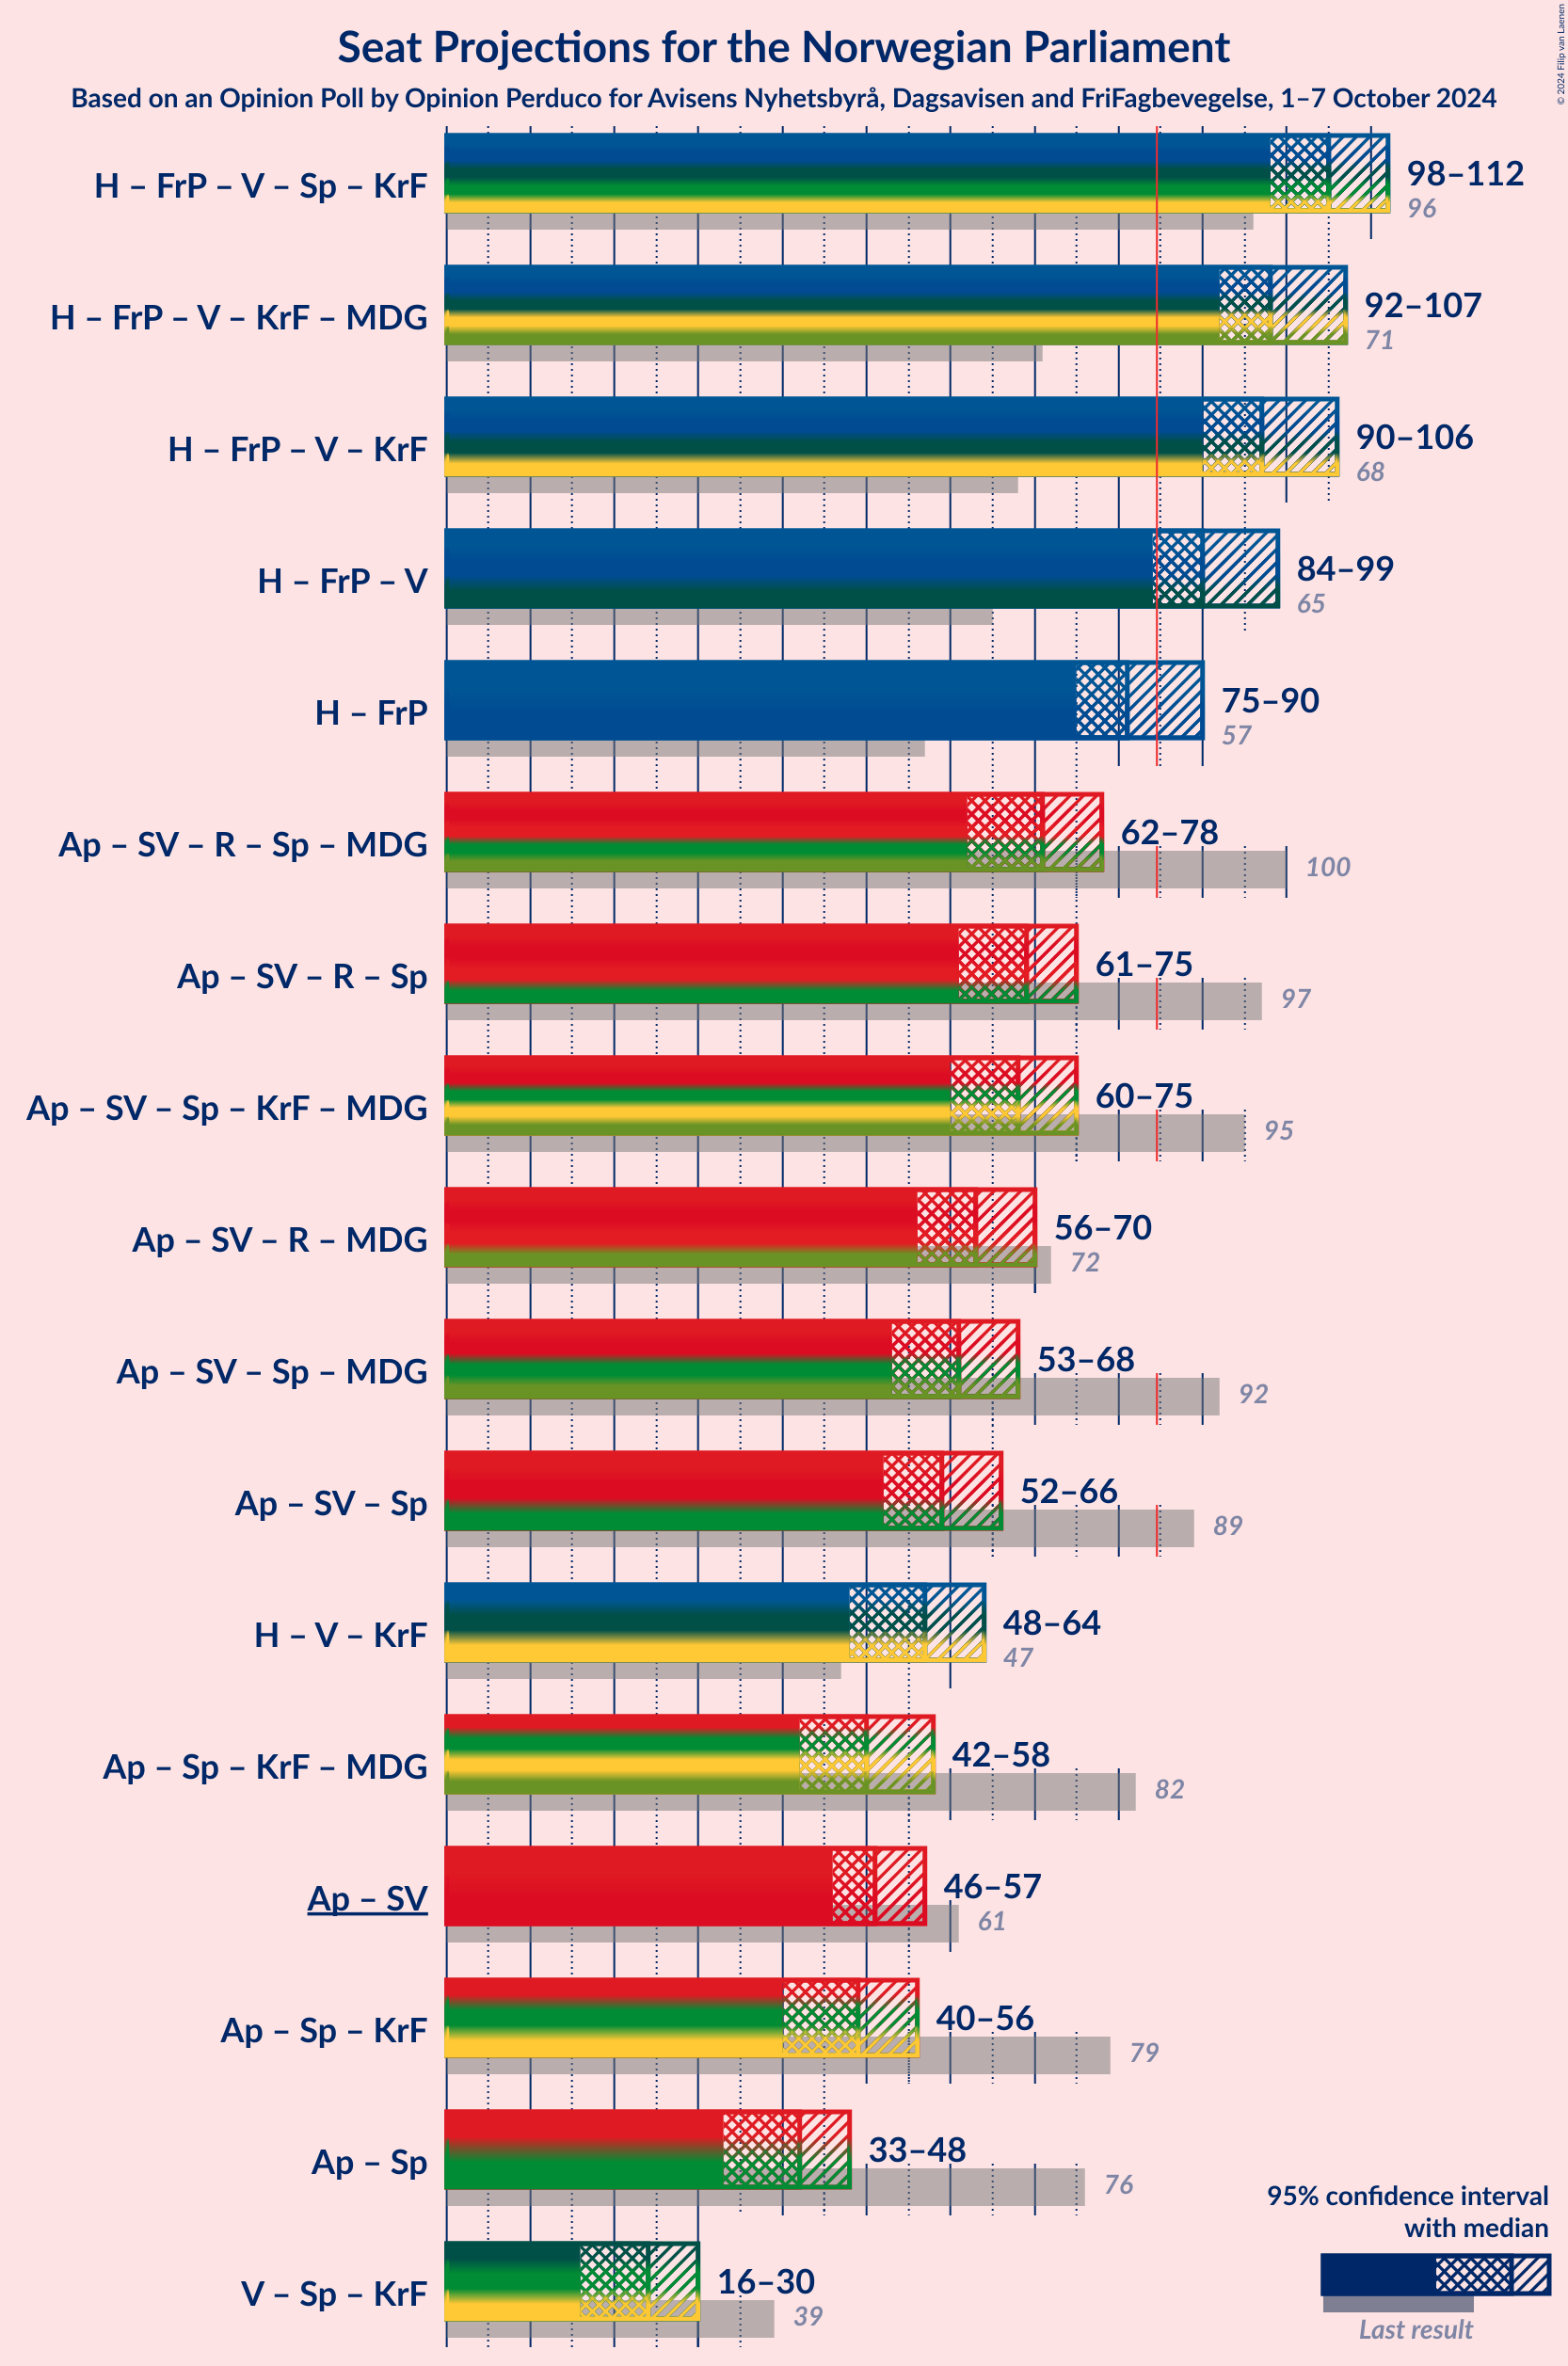 Seat Projections for the Norwegian Parliament
Based on an Opinion Poll by Opinion Perduco for Avisens Nyhetsbyrå, Dagsavisen and FriFagbevegelse, 1–7 October 2024
© 2024 Filip van Laenen
H – FrP – V – Sp – KrF
98–112
96
H – FrP – V – KrF – MDG
92–107
71
H – FrP – V – KrF
90–106
68
H – FrP – V
84–99
65
H – FrP
75–90
57
Ap – SV – R – Sp – MDG
62–78
100
Ap – SV – R – Sp
61–75
97
Ap – SV – Sp – KrF – MDG
60–75
95
Ap – SV – R – MDG
56–70
72
Ap – SV – Sp – MDG
53–68
92
Ap – SV – Sp
52–66
89
H – V – KrF
48–64
47
Ap – Sp – KrF – MDG
42–58
82
Ap – SV
46–57
61
Ap – Sp – KrF
40–56
79
Ap – Sp
33–48
76
V – Sp – KrF
16–30
39
95% confidence interval
with median
Last result